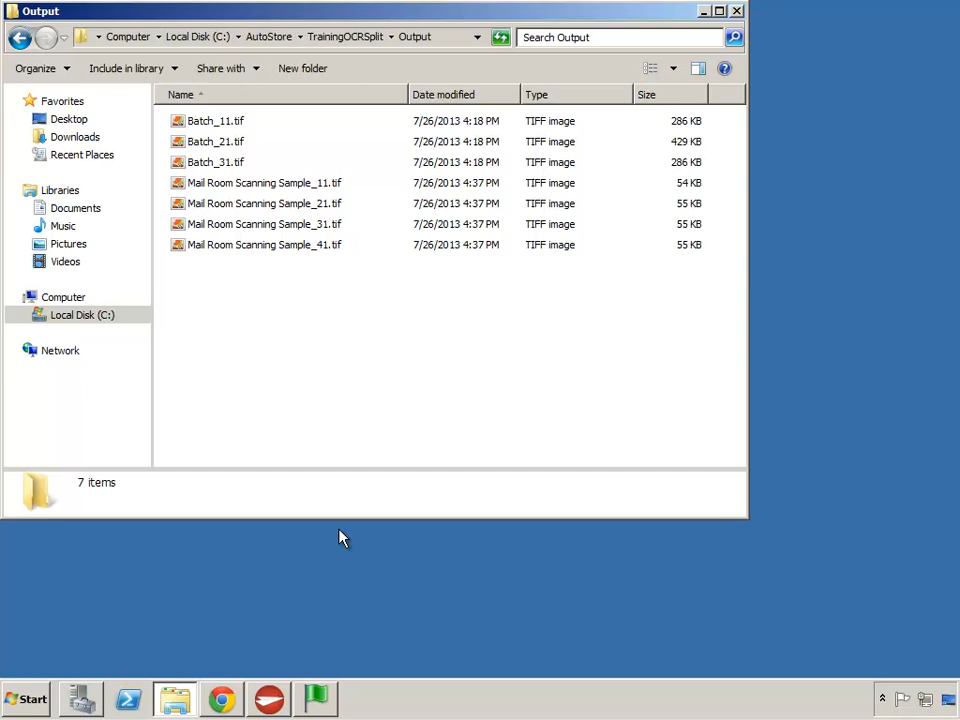 Output
Computer Local Disk (C:) AutoStore TrainingOCRSplit Output Search Output
Organize Include in library Share with New folder
Name Date modified Type Size
Favorites
Desktop
Downloads
Recent Places
Libraries
Documents
Music
Pictures
Videos
Computer
Local Disk (C:)
Network
Batch_11.tif 7/26/2013 4:18 PM TIFF image 286 KB
Batch_21.tif 7/26/2013 4:18 PM TIFF image 429 KB
Batch_31.tif 7/26/2013 4:18 PM TIFF image 286 KB
Mail Room Scanning Sample_11.tif 7/26/2013 4:37 PM TIFF image 54 KB
Mail Room Scanning Sample_21.tif 7/26/2013 4:37 PM TIFF image 55 KB
Mail Room Scanning Sample_31.tif 7/26/2013 4:37 PM TIFF image 55 KB
Mail Room Scanning Sample_41.tif 7/26/2013 4:37 PM TIFF image 55 KB
7 items
Start